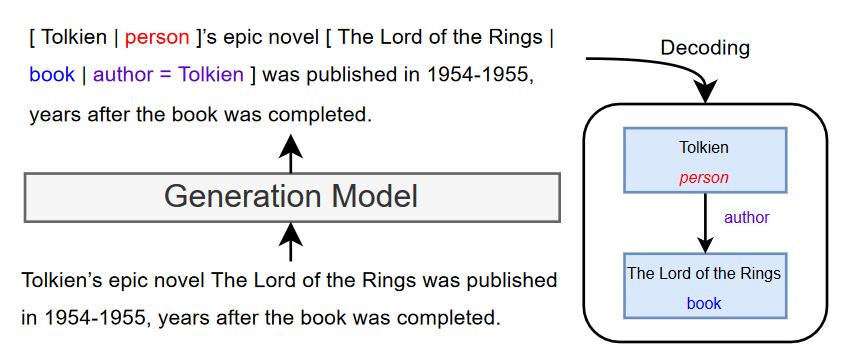 [ Tolkien | person ]’s epic novel [ The Lord of the Rings |
book | author = Tolkien ] was published in 1954-1955,
years after the book was completed.
Generation Model
Tolkien’s epic novel The Lord of the Rings was published
in 1954-1955, years after the book was completed.
Decoding
Tolkien
person
author
The Lord of the Rings
book